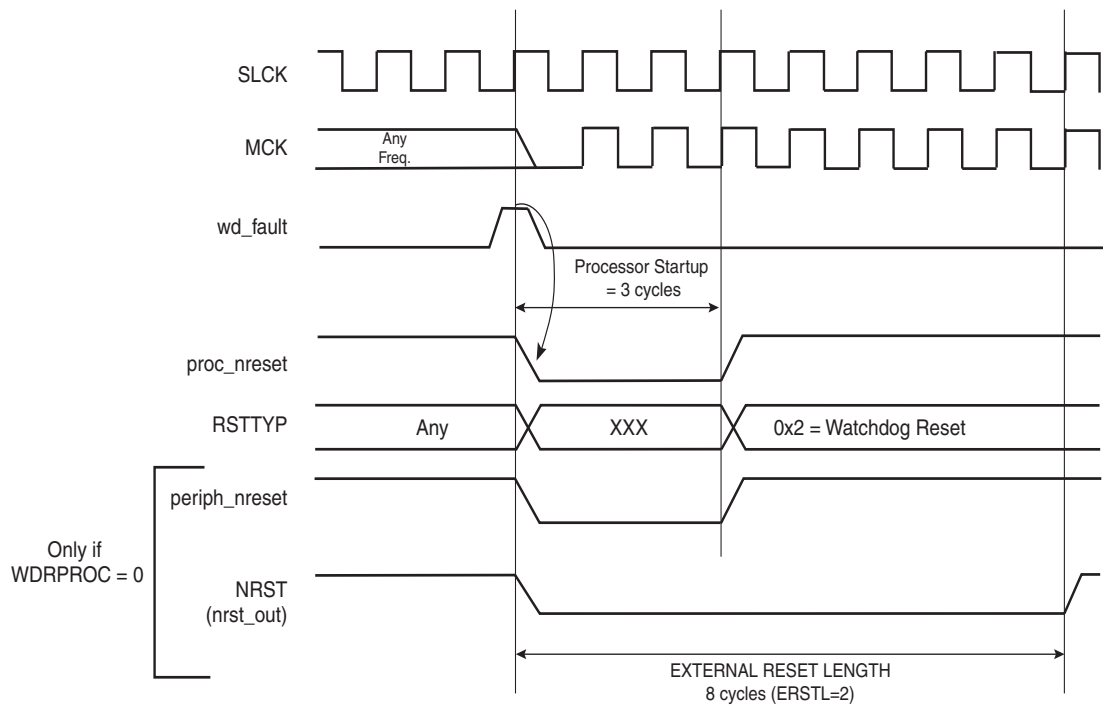 SLCK
MCK
Any
Freq.
wd_fault
Processor Startup
= 3 cycles
proc_nreset
RSTTYP
Any
XXX
0x2 = Watchdog Reset
periph_nreset
Only if
WDRPROC = 0
NRST
(nrst_out)
EXTERNAL RESET LENGTH
8 cycles (ERSTL=2)